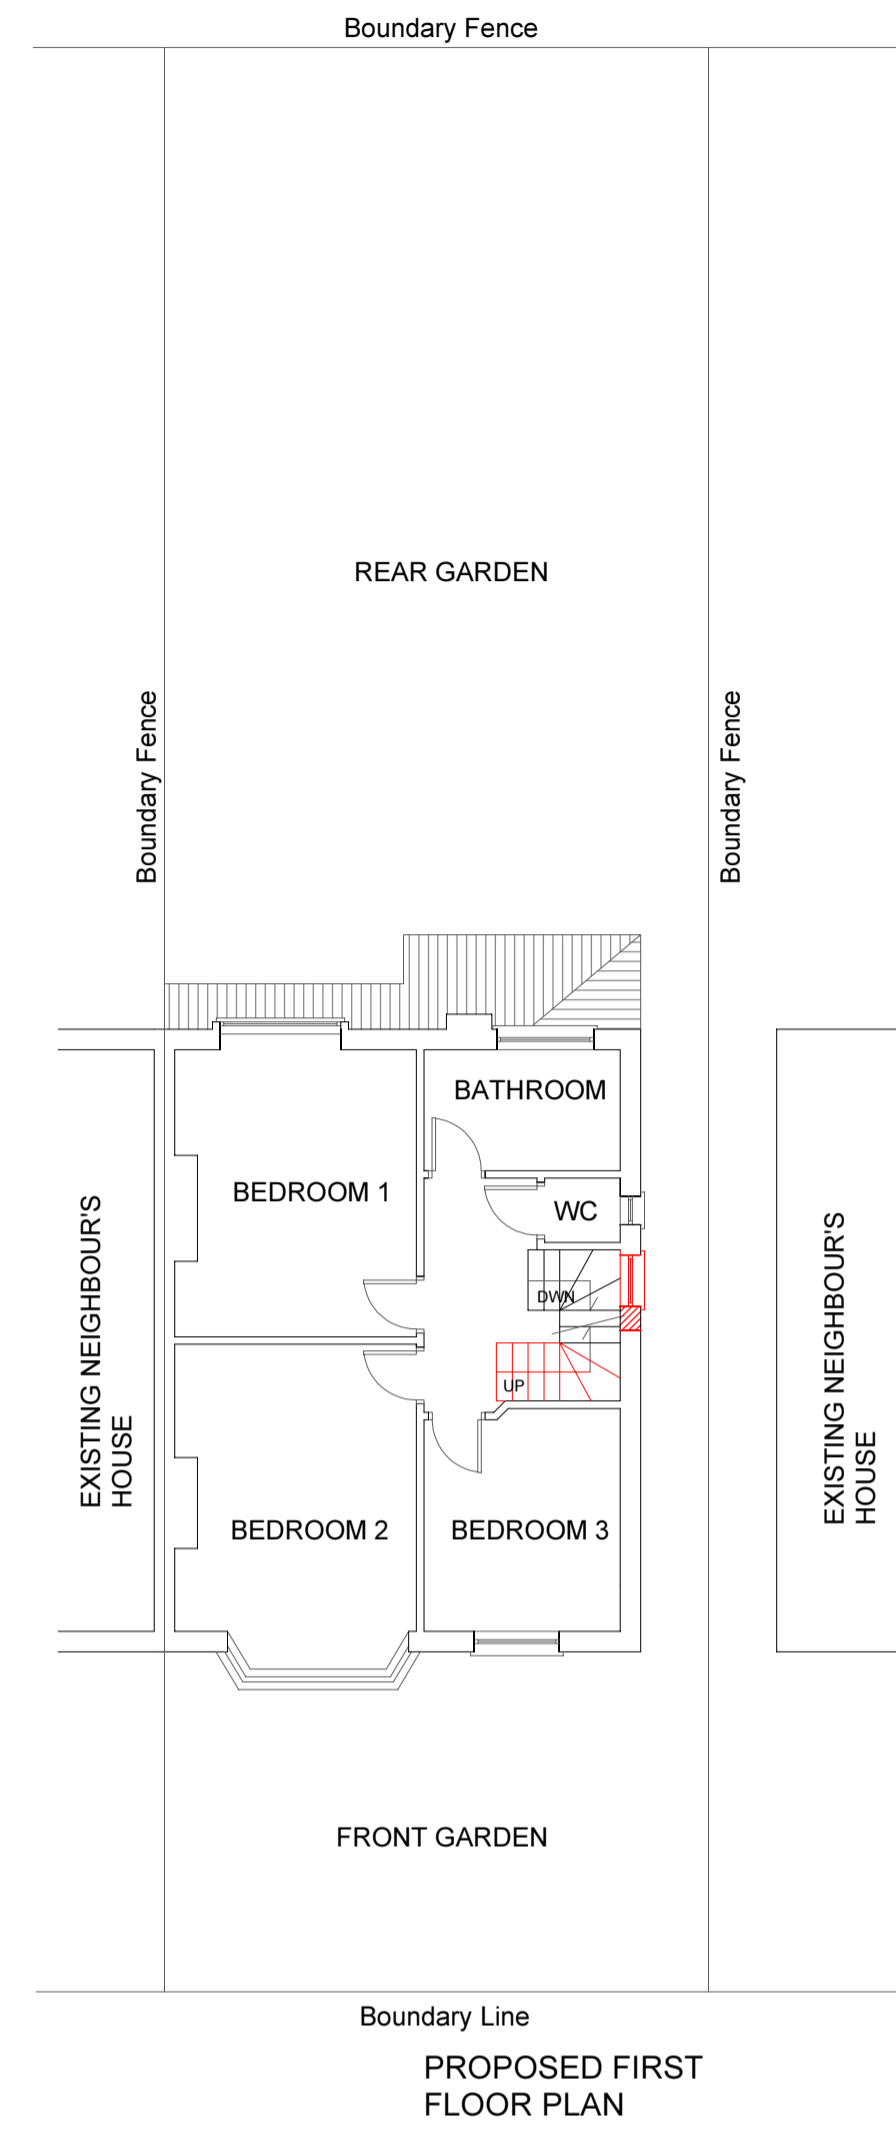 Boundary Fence
REAR GARDEN
Boundary Fence
Boundary Fence
BATHROOM
BEDROOM 1
WC
EXISTING NEIGHBOUR'S
HOUSE
EXISTING NEIGHBOUR'S
HOUSE
DWN
UP
BEDROOM 2
BEDROOM 3
FRONT GARDEN
Boundary Line
PROPOSED FIRST
FLOOR PLAN